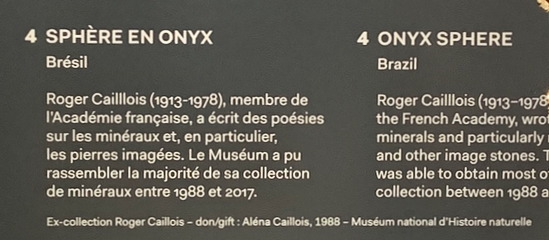 4 SPHÈRE EN ONYX
Brésil
Roger Cailllois (1913-1978), membre de
l'Académie française, a écrit des poésies
sur les minéraux et, en particulier,
les pierres imagées. Le Muséum a pu
rassembler la majorité de sa collection
de minéraux entre 1988 et 2017.
4 ONYX SPHERE
Brazil
Roger Cailllois (1913–1978
the French Academy, wro
minerals and particularly
and other image stones. T
was able to obtain most o
collection between 1988 a
Ex-collection Roger Caillois – don/gift : Aléna Caillois, 1988 – Muséum national d'Histoire naturelle